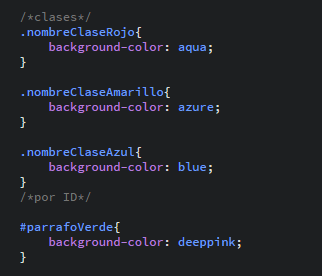 /*clases*/
.nombreClaseRojo{
    background-color: aqua;
}
.nombreClaseAmarillo{
    background-color: azure;
}
.nombreClaseAzul{
    background-color: blue;
}
/*por ID*/
#parrafoVerde{
    background-color: deeppink;
}